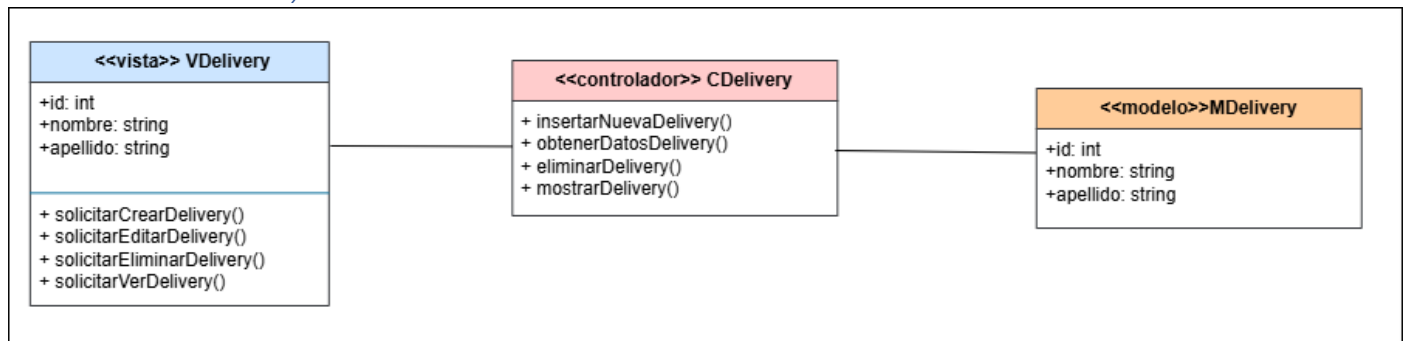 <<vista>> VDelivery
+id: int
+nombre: string
+apellido: string
+ solicitarCrearDelivery()
+ solicitarEditarDelivery()
+ solicitarEliminarDelivery()
+ solicitarVerDelivery()
<<controlador>> CDelivery
+ insertarNuevaDelivery()
+ obtenerDatosDelivery()
+ eliminarDelivery()
+ mostrarDelivery()
<<modelo>>MDelivery
+id: int
+nombre: string
+apellido: string